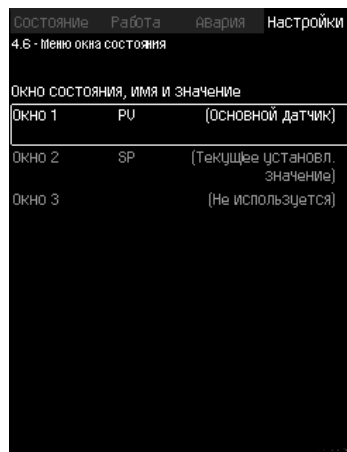 Состояние Работа Авария Настройки
4.6 - Меню окна состояния
Окно состояния, имя и значение
Окно 1 PV (Основной датчик)
Окно 2 SP (Текущее установл.
значение)
Окно 3 (Не используется)